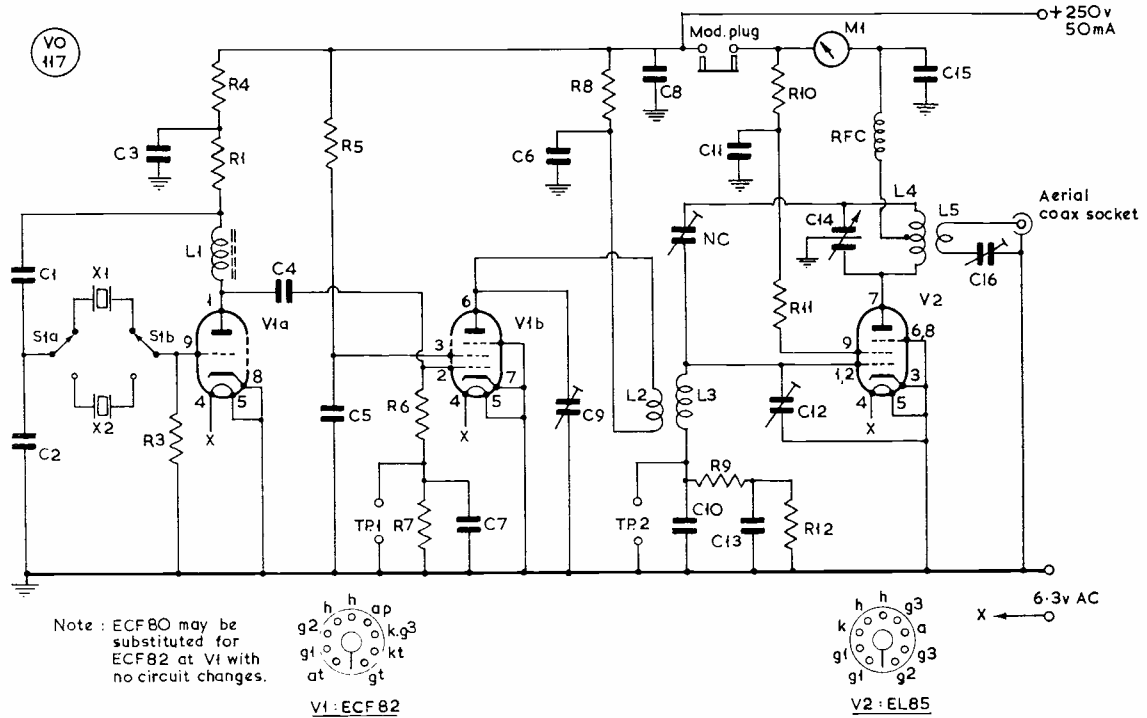 VO
117
+250v
50mA
Mod. plug
M1
R4
C3
R1
R5
R8
C8
C6
R10
C11
C15
RFC
L4
L5
Aerial
coax socket
C1
L1
C4
NC
C14
C16
X1
S1a
S1b
X2
1
V1a
9
8
4
5
X
6
V1b
3
2
7
4
5
X
R11
7
V2
9
6,8
1,2
3
4
5
X
C2
R3
C5
R6
C9
L2
L3
C12
TP.1
R7
C7
TP.2
R9
C10
C13
R12
6·3v AC
X
Note : ECF80 may be
substituted for
ECF82 at V1 with
no circuit changes.
h
h
ap
k.g3
kt
gt
at
g1
g2
V1: ECF82
h
h
g3
a
g3
g2
g1
g1
k
V2: EL85